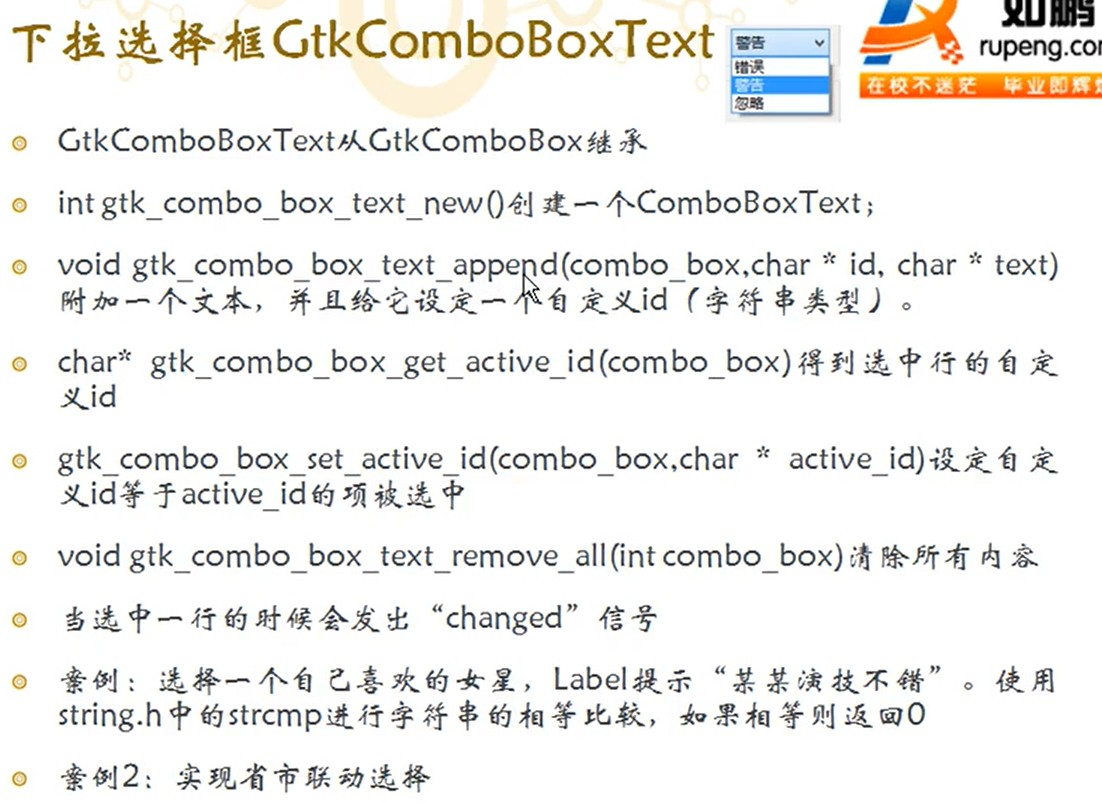 下拉选择框GtkComboBoxText
警告
错误
警告
忽略
如鹏
rupeng.com
在校不迷茫 毕业即辉煌
GtkComboBoxText从GtkComboBox继承
int gtk_combo_box_text_new()创建一个ComboBoxText;
void gtk_combo_box_text_append(combo_box,char * id, char * text)
附加一个文本，并且给它设定一个自定义id（字符串类型）。
char* gtk_combo_box_get_active_id(combo_box)得到选中行的自定
义id
gtk_combo_box_set_active_id(combo_box,char * active_id)设定自定
义id等于active_id的项被选中
void gtk_combo_box_text_remove_all(int combo_box)清除所有内容
当选中一行的时候会发出“changed”信号
案例：选择一个自己喜欢的女星，Label提示“某某演技不错”。使用
string.h中的strcmp进行字符串的相等比较，如果相等则返回0
案例2：实现省市联动选择